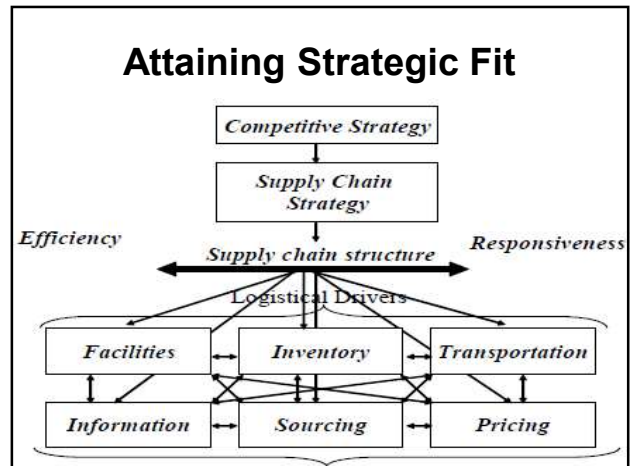 Attaining Strategic Fit
Competitive Strategy
Supply Chain
Strategy
Efficiency
Supply chain structure
Responsiveness
Logistical Drivers
Facilities
Inventory
Transportation
Information
Sourcing
Pricing